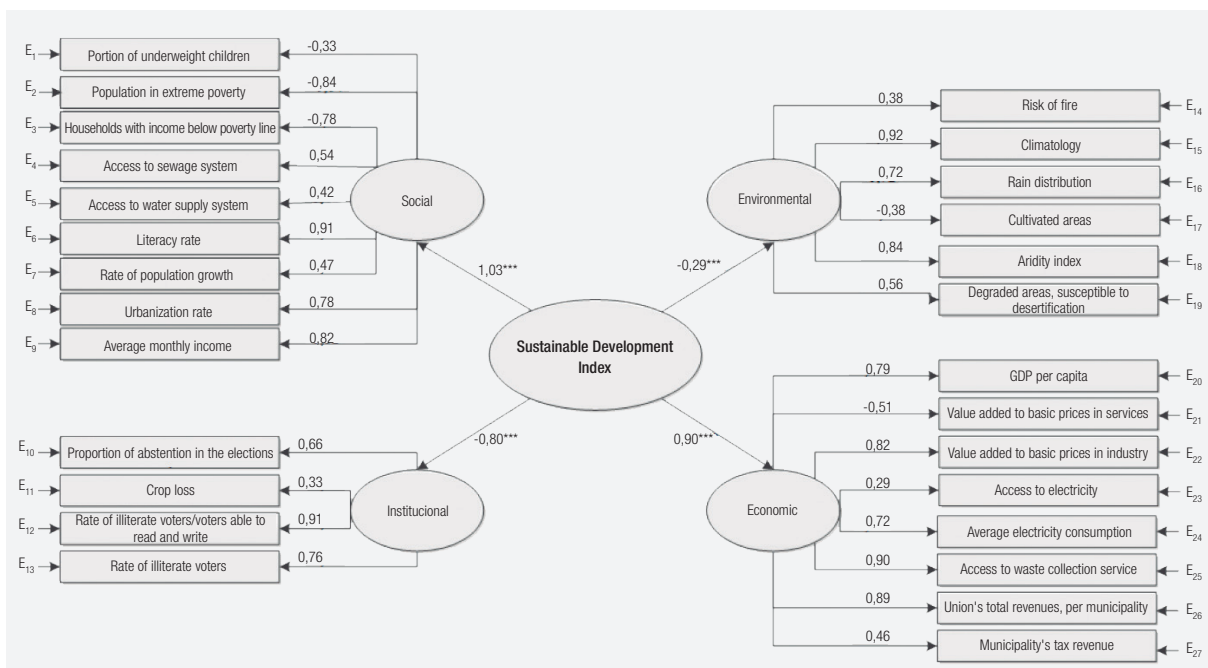 E1
Portion of underweight children
-0,33
E2
Population in extreme poverty
-0,84
E3
Households with income below poverty line
-0,78
E4
Access to sewage system
0,54
E5
Access to water supply system
0,42
E6
Literacy rate
0,91
E7
Rate of population growth
0,47
E8
Urbanization rate
0,78
E9
Average monthly income
0,82
Social
1,03***
Environmental
-0,29***
0,38
Risk of fire
E14
0,92
Climatology
E15
0,72
Rain distribution
E16
-0,38
Cultivated areas
E17
0,84
Aridity index
E18
0,56
Degraded areas, susceptible to
desertification
E19
Sustainable Development
Index
-0,80***
0,90***
E10
Proportion of abstention in the elections
0,66
E11
Crop loss
0,33
E12
Rate of illiterate voters/voters able to
read and write
0,91
E13
Rate of illiterate voters
0,76
Institucional
Economic
0,79
GDP per capita
E20
-0,51
Value added to basic prices in services
E21
0,82
Value added to basic prices in industry
E22
0,29
Access to electricity
E23
0,72
Average electricity consumption
E24
0,90
Access to waste collection service
E25
0,89
Union's total revenues, per municipality
E26
0,46
Municipality's tax revenue
E27